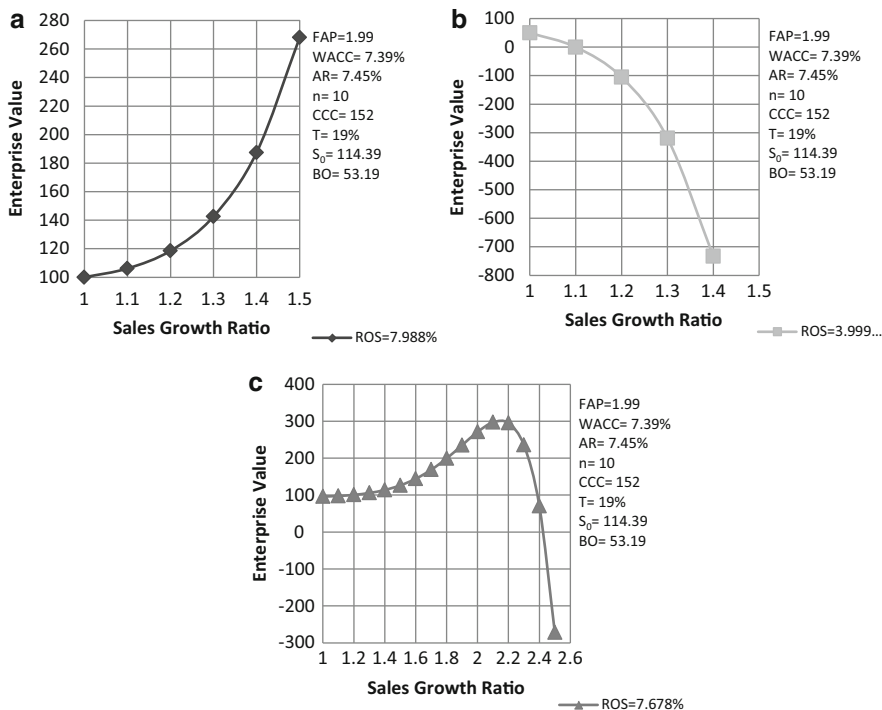 a
280
260
240
220
200
180
160
140
120
100
Enterprise Value
1 1.1 1.2 1.3 1.4 1.5
Sales Growth Ratio
FAP=1.99
WACC= 7.39%
AR= 7.45%
n= 10
CCC= 152
T= 19%
S₀= 114.39
BO= 53.19
ROS=7.988%
b
100
0
-100
-200
-300
-400
-500
-600
-700
-800
Enterprise Value
1 1.1 1.2 1.3 1.4 1.5
Sales Growth Ratio
FAP=1.99
WACC= 7.39%
AR= 7.45%
n= 10
CCC= 152
T= 19%
S₀= 114.39
BO= 53.19
ROS=3.999...
c
400
300
200
100
0
-100
-200
-300
Enterprise Value
1 1.2 1.4 1.6 1.8 2 2.2 2.4 2.6
Sales Growth Ratio
FAP=1.99
WACC= 7.39%
AR= 7.45%
n= 10
CCC= 152
T= 19%
S₀= 114.39
BO= 53.19
ROS=7.678%